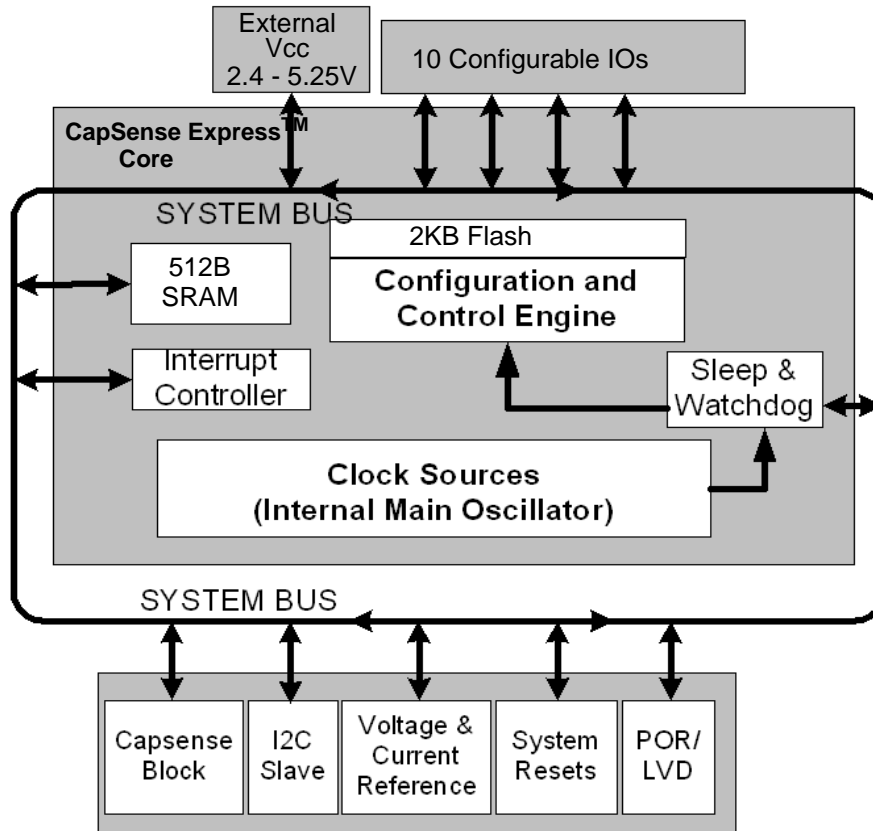 External
Vcc
2.4 - 5.25V
10 Configurable IOs
CapSense Express™
Core
SYSTEM BUS
2KB Flash
512B
SRAM
Configuration and
Control Engine
Interrupt
Controller
Sleep &
Watchdog
Clock Sources
(Internal Main Oscillator)
SYSTEM BUS
Capsense
Block
I2C
Slave
Voltage &
Current
Reference
System
Resets
POR/
LVD